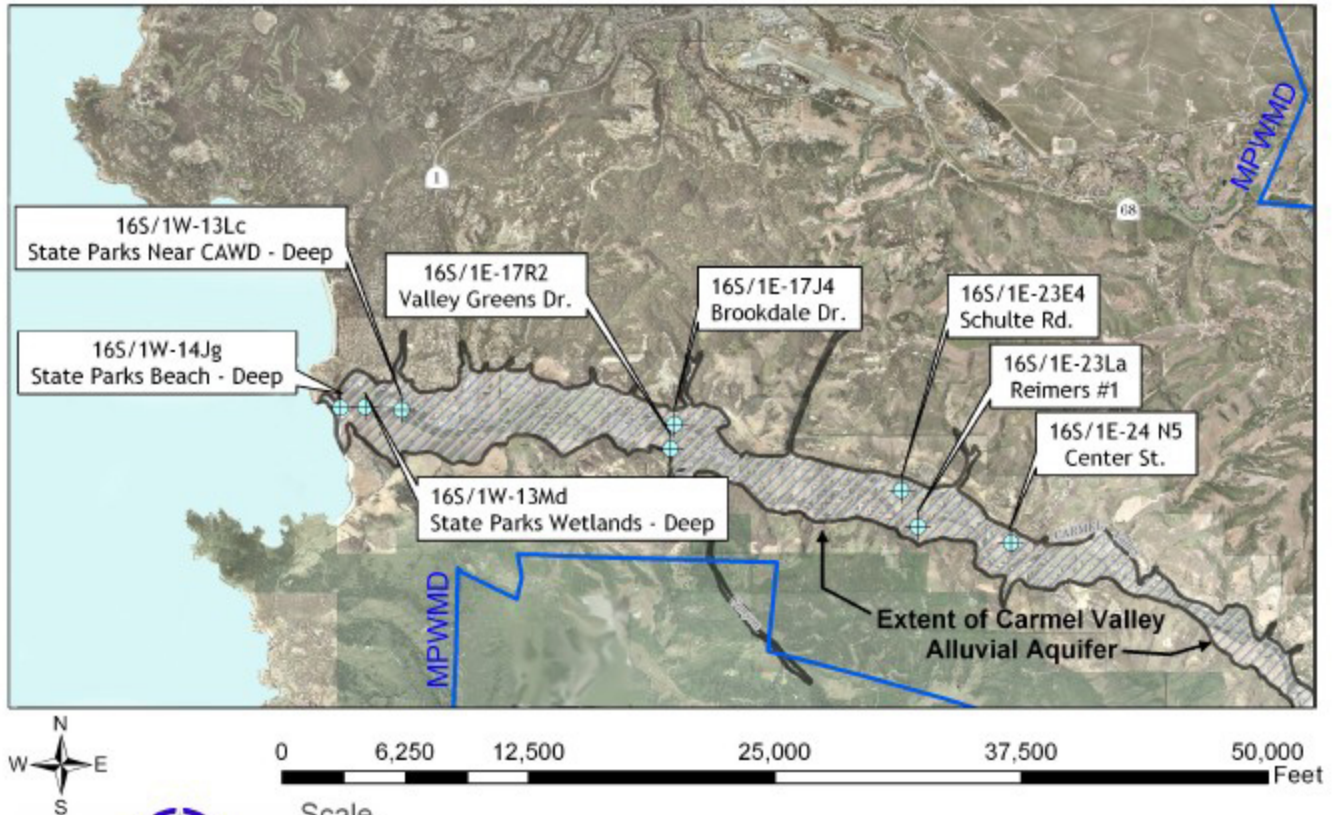 MPWMD
1
68
16S/1W-13Lc
State Parks Near CAWD - Deep
16S/1E-17R2
Valley Greens Dr.
16S/1E-17J4
Brookdale Dr.
16S/1E-23E4
Schulte Rd.
16S/1W-14Jg
State Parks Beach - Deep
16S/1E-23La
Reimers #1
16S/1E-24 N5
Center St.
16S/1W-13Md
State Parks Wetlands - Deep
CARMEL
MPWMD
Extent of Carmel Valley
Alluvial Aquifer
N
W E
S
0 6,250 12,500 25,000 37,500 50,000
Feet
Scale